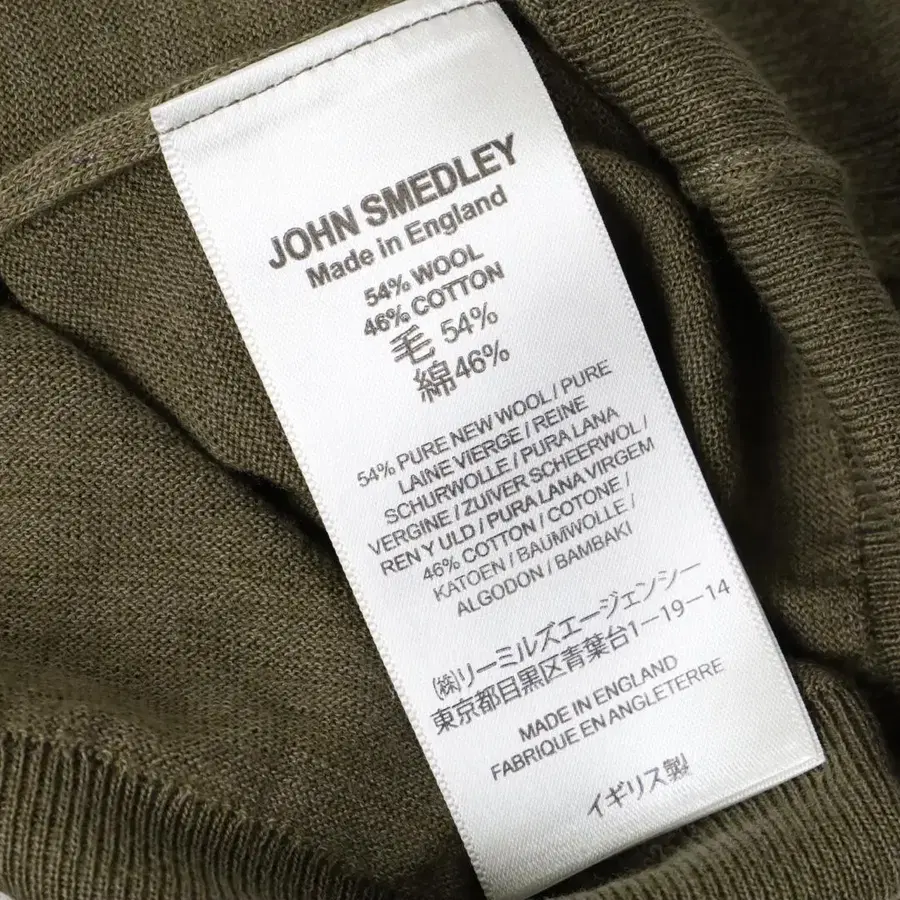 JOHN SMEDLEY
Made in England
54% WOOL
46% COTTON
毛 54%
綿46%
54% PURE NEW WOOL / PURE
LAINE VIERGE / REINE
SCHURWOLLE / PURA LANA
VERGINE / ZUIVER SCHEERWOL /
REN Y ULD / PURA LANA VIRGEM
46% COTTON / COTONE /
KATOEN / BAUMWOLLE /
ALGODON / BAMBAKI
㈱リーミルズエージェンシー
東京都目黒区青葉台1-19-14
MADE IN ENGLAND
FABRIQUE EN ANGLETERRE
イギリス製